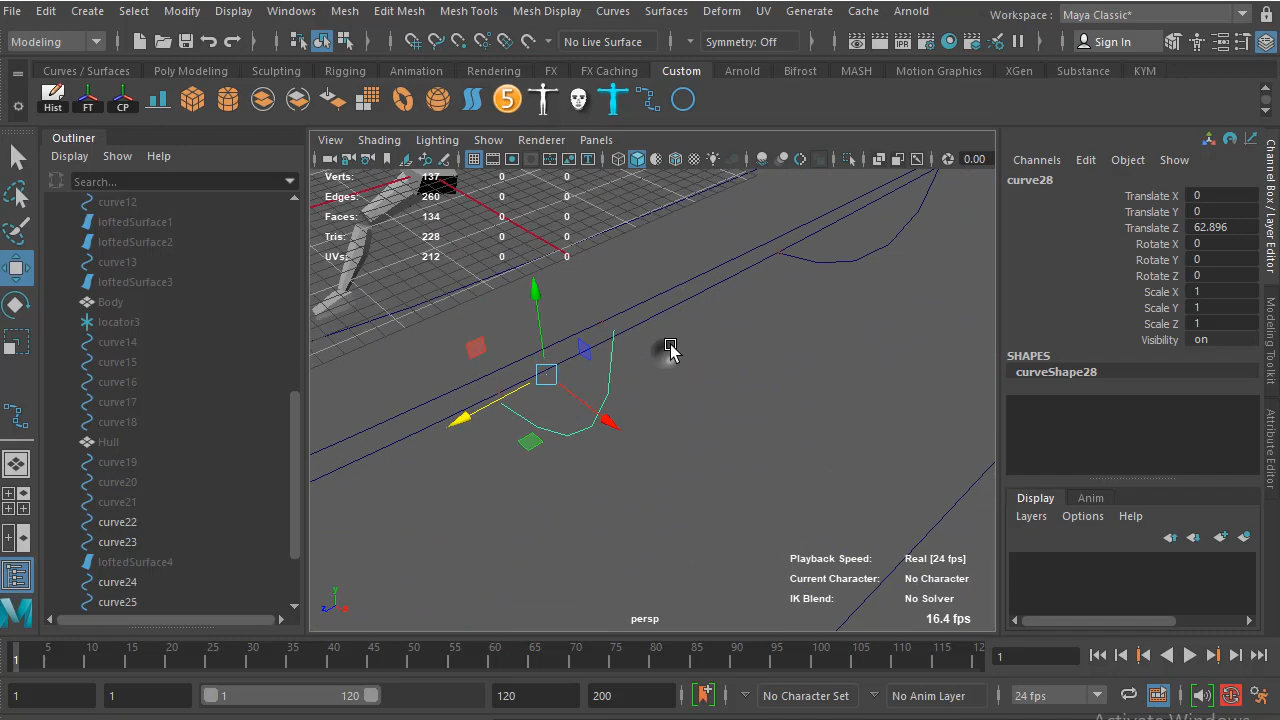 File Edit Create Select Modify Display Windows Mesh Edit Mesh Mesh Tools Mesh Display Curves Surfaces Deform UV Generate Cache Arnold Workspace : Maya Classic*
Modeling No Live Surface Symmetry: Off Sign In
Curves / Surfaces Poly Modeling Sculpting Rigging Animation Rendering FX FX Caching Custom Arnold Bifrost MASH Motion Graphics XGen Substance KYM
Hist FT CP 5
Outliner
Display Show Help
Search...
curve12
loftedSurface1
loftedSurface2
curve13
loftedSurface3
Body
locator3
curve14
curve15
curve16
curve17
curve18
Hull
curve19
curve20
curve21
curve22
curve23
loftedSurface4
curve24
curve25
View Shading Lighting Show Renderer Panels
0.00
Verts: 137 0 0
Edges: 260 0 0
Faces: 134 0 0
Tris: 228 0 0
UVs: 212 0 0
Playback Speed: Real [24 fps]
Current Character: No Character
IK Blend: No Solver
16.4 fps
persp
y
z x
Channels Edit Object Show
curve28
Translate X 0
Translate Y 0
Translate Z 62.896
Rotate X 0
Rotate Y 0
Rotate Z 0
Scale X 1
Scale Y 1
Scale Z 1
Visibility on
SHAPES
curveShape28
Display Anim
Layers Options Help
Channel Box / Layer Editor
Modeling Toolkit
Attribute Editor
1 5 10 15 20 25 30 35 40 45 50 55 60 65 70 75 80 85 90 95 100 105 110 115 12
1
1 1 1 120 120 200 No Character Set No Anim Layer 24 fps